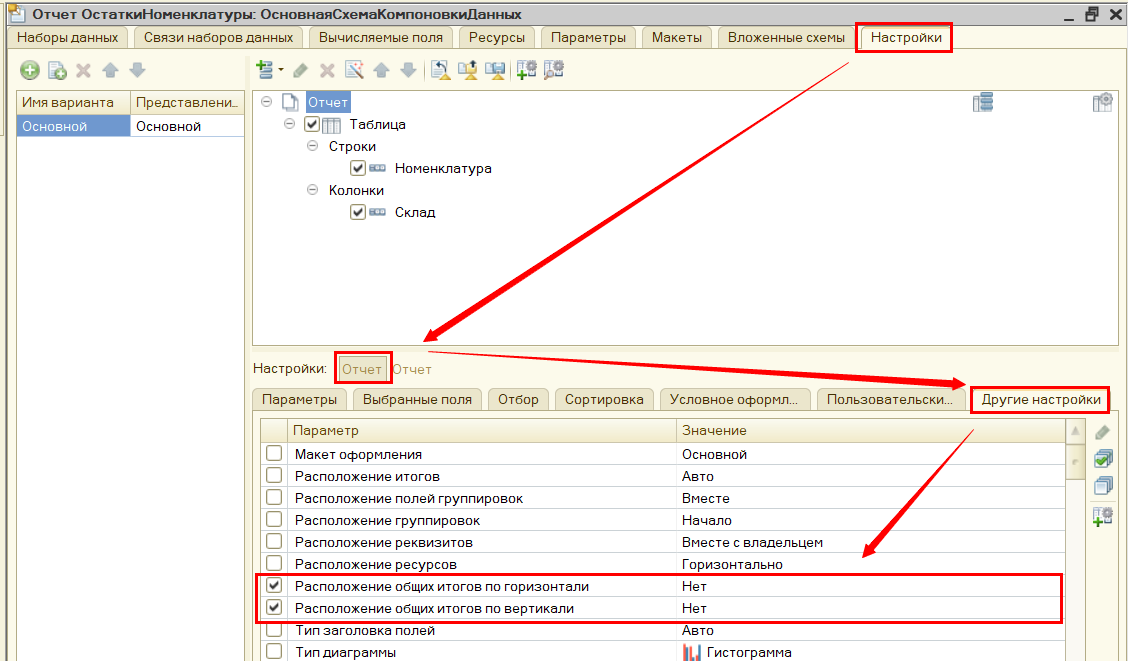 Отчет ОстаткиНоменклатуры: ОсновнаяСхемаКомпоновкиДанных
Наборы данных Связи наборов данных Вычисляемые поля Ресурсы Параметры Макеты Вложенные схемы Настройки
Имя варианта Представлени...
Основной Основной
Отчет
Таблица
Строки
Номенклатура
Колонки
Склад
Настройки: Отчет Отчет
Параметры Выбранные поля Отбор Сортировка Условное оформл... Пользовательски... Другие настройки
Параметр Значение
Макет оформления Основной
Расположение итогов Авто
Расположение полей группировок Вместе
Расположение группировок Начало
Расположение реквизитов Вместе с владельцем
Расположение ресурсов Горизонтально
Расположение общих итогов по горизонтали Нет
Расположение общих итогов по вертикали Нет
Тип заголовка полей Авто
Тип диаграммы Гистограмма